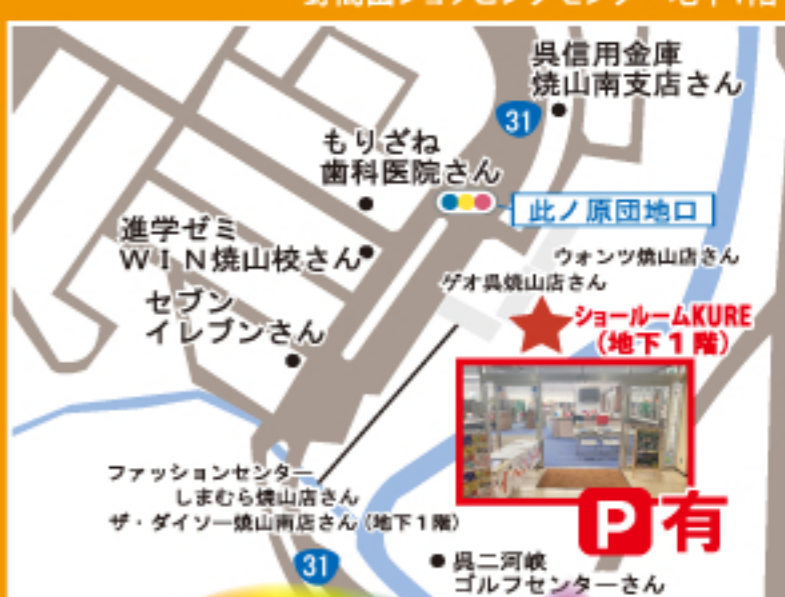 呉信用金庫
焼山南支店さん
31
もりざね
歯科医院さん
此ノ原団地口
進学ゼミ
WIN焼山校さん
ウォンツ焼山店さん
ゲオ呉焼山店さん
セブン
イレブンさん
ショールームKURE
(地下1階)
ファッションセンター
しまむら焼山店さん
ザ・ダイソー焼山南店さん(地下1階)
P有
31
呉二河峡
ゴルフセンターさん